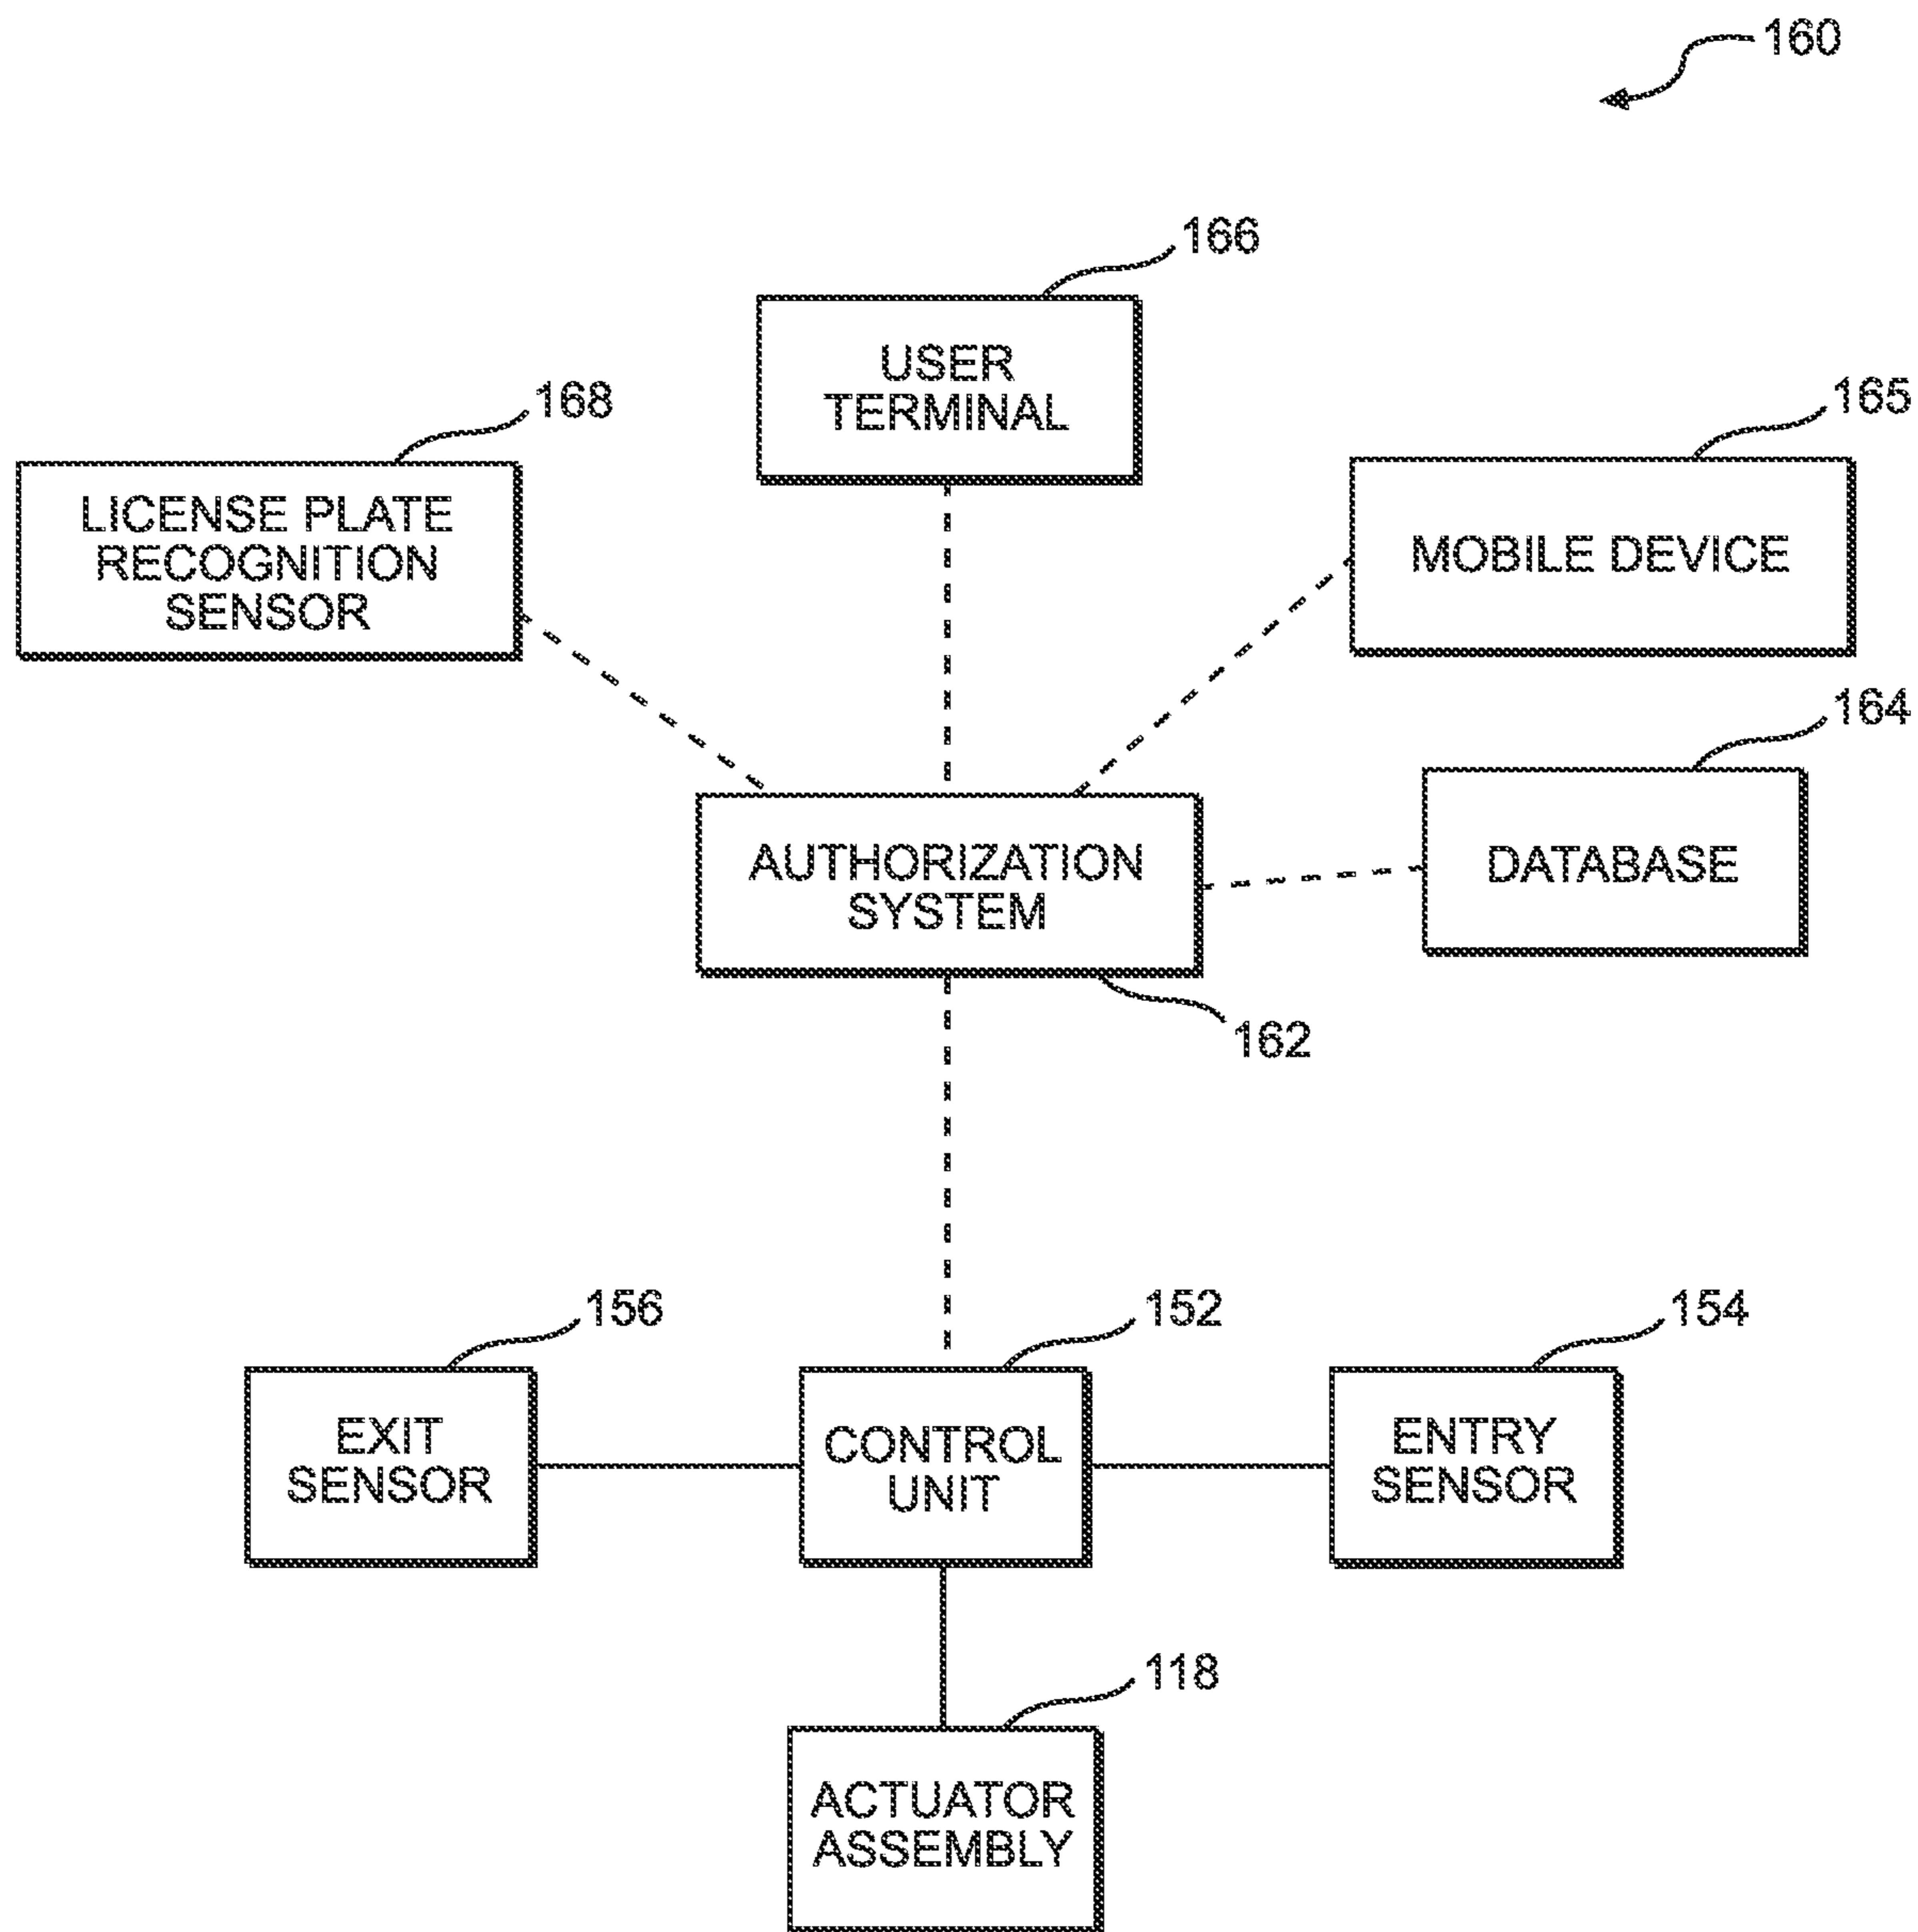 160
166
USER
TERMINAL
168
LICENSE PLATE
RECOGNITION
SENSOR
165
MOBILE DEVICE
164
DATABASE
AUTHORIZATION
SYSTEM
162
156
EXIT
SENSOR
152
CONTROL
UNIT
154
ENTRY
SENSOR
118
ACTUATOR
ASSEMBLY